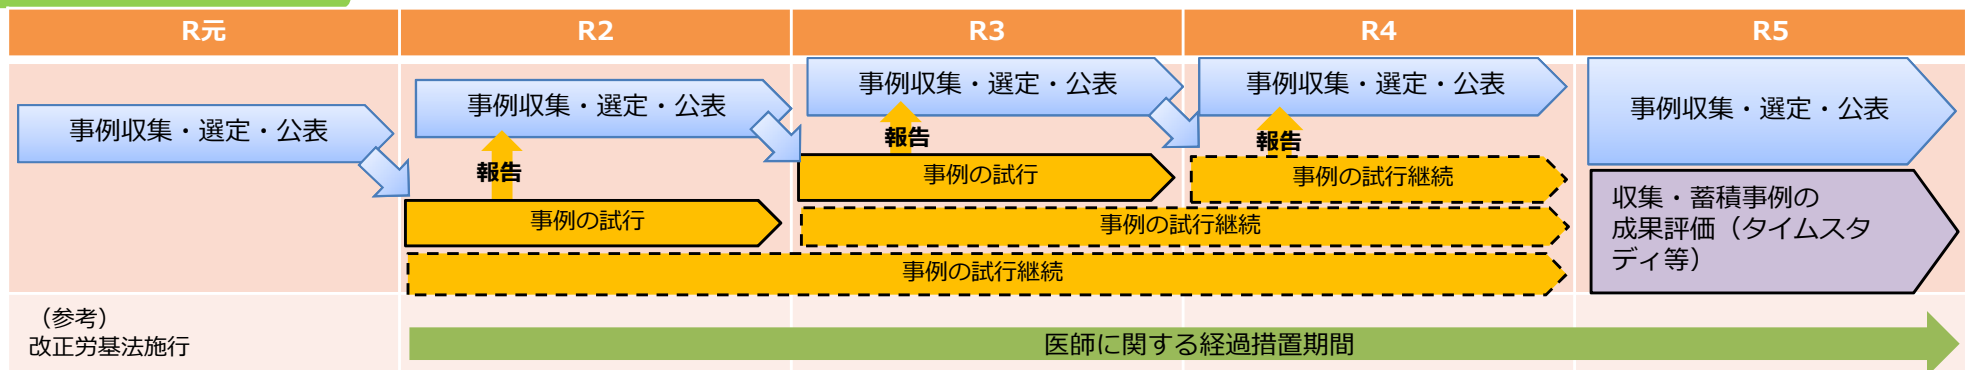 R元
R2
R3
R4
R5
事例収集・選定・公表
事例収集・選定・公表
事例収集・選定・公表
事例収集・選定・公表
事例収集・選定・公表
報告
報告
報告
事例の試行
事例の試行
事例の試行継続
事例の試行継続
事例の試行継続
収集・蓄積事例の
成果評価（タイムスタ
ディ等）
（参考）
改正労基法施行
医師に関する経過措置期間